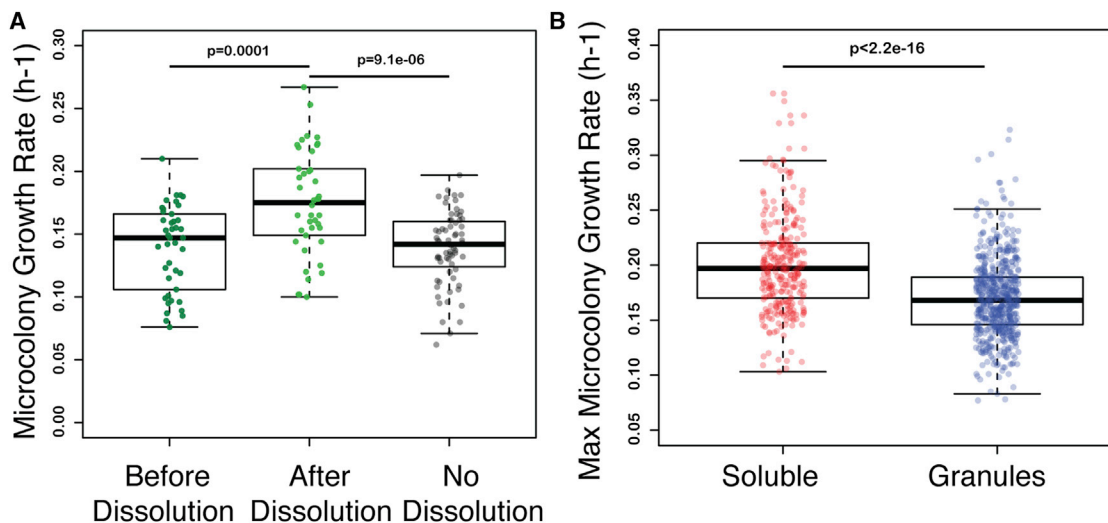 A
Microcolony Growth Rate (h-1)
0.30
0.25
0.20
0.15
0.10
0.05
0.00
p=0.0001
p=9.1e-06
Before
Dissolution
After
Dissolution
No
Dissolution
B
Max Microcolony Growth Rate (h-1)
0.40
0.35
0.30
0.25
0.20
0.15
0.10
0.05
p<2.2e-16
Soluble
Granules